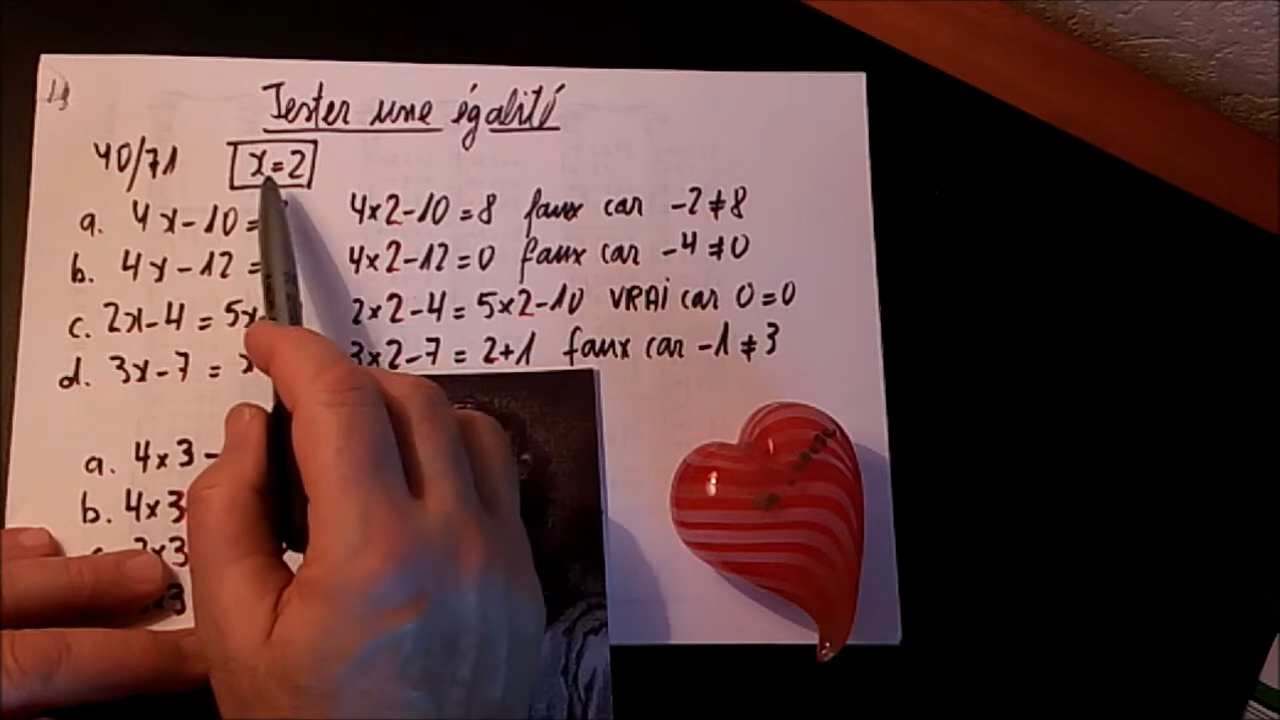 Tester une égalité
40/71 x=2
a. 4x-10= 4×2-10=8 faux car -2≠8
b. 4x-12= 4×2-12=0 faux car -4≠0
c. 2x-4=5x 2×2-4=5×2-10 VRAI car 0=0
d. 3x-7= 3×2-7=2+1 faux car -1≠3
a. 4×3-
b. 4×3
×3
×3